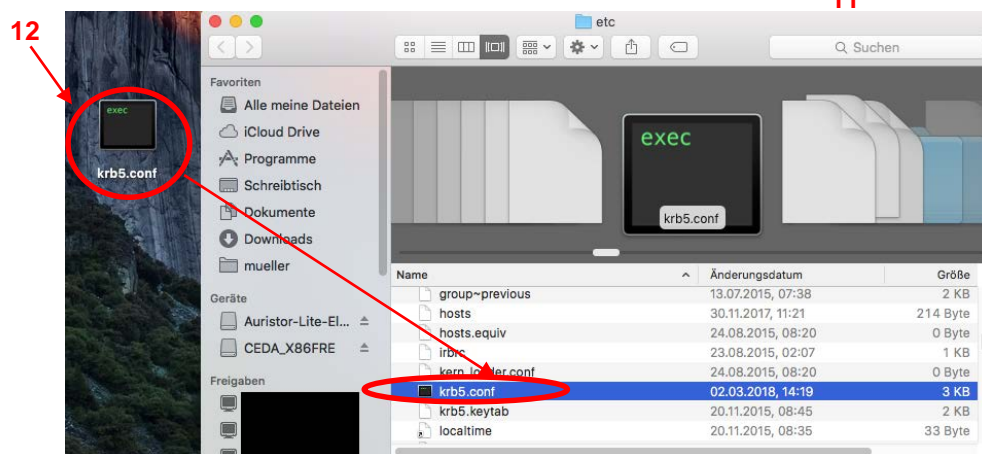 12
etc
Suchen
exec
krb5.conf
Favoriten
Alle meine Dateien
iCloud Drive
Programme
Schreibtisch
Dokumente
Downloads
mueller
Geräte
Auristor-Lite-El...
CEDA_X86FRE
Freigaben
exec
krb5.conf
Name Änderungsdatum Größe
group~previous 13.07.2015, 07:38 2 KB
hosts 30.11.2017, 11:21 214 Byte
hosts.equiv 24.08.2015, 08:20 0 Byte
irbrc 23.08.2015, 02:07 1 KB
kern_loader.conf 24.08.2015, 08:20 0 Byte
krb5.conf 02.03.2018, 14:19 3 KB
krb5.keytab 20.11.2015, 08:45 2 KB
localtime 20.11.2015, 08:35 33 Byte